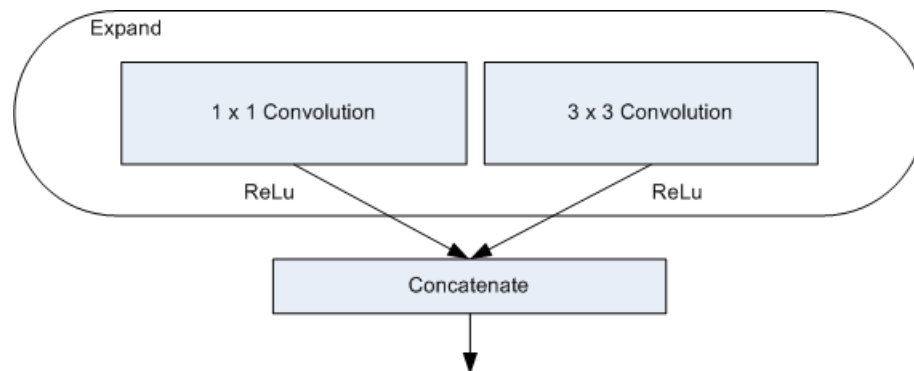 Expand
1 x 1 Convolution
3 x 3 Convolution
ReLu
ReLu
Concatenate